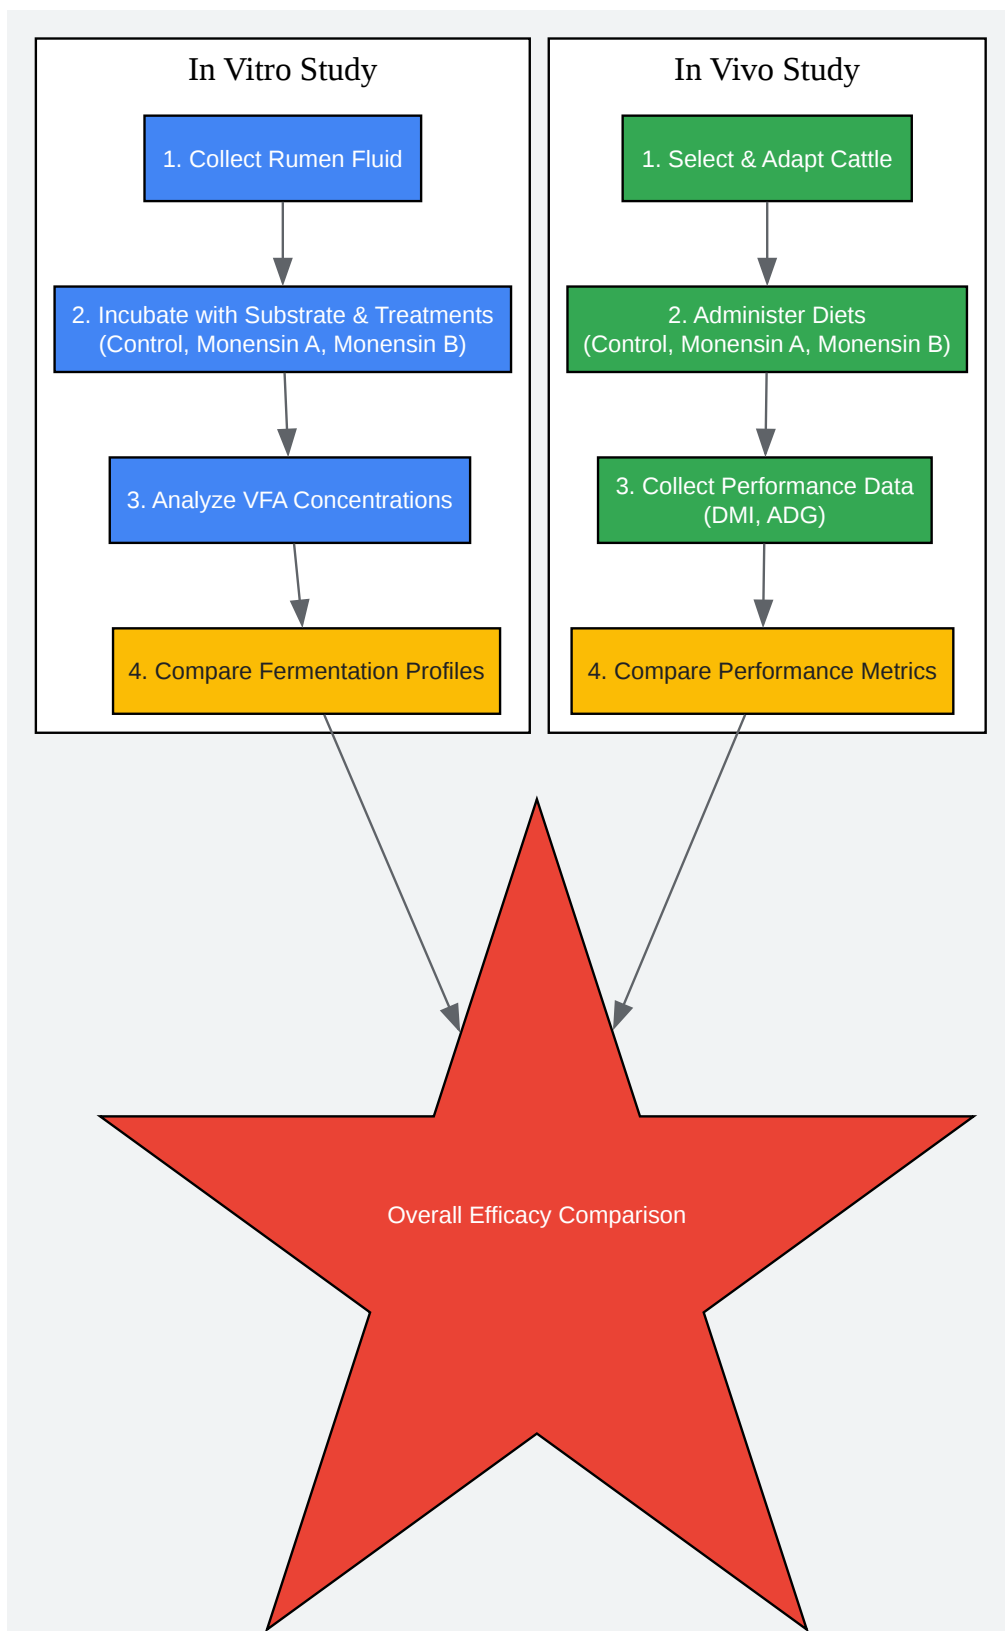 In Vitro Study
1. Collect Rumen Fluid
2. Incubate with Substrate & Treatments
(Control, Monensin A, Monensin B)
3. Analyze VFA Concentrations
4. Compare Fermentation Profiles
In Vivo Study
1. Select & Adapt Cattle
2. Administer Diets
(Control, Monensin A, Monensin B)
3. Collect Performance Data
(DMI, ADG)
4. Compare Performance Metrics
Overall Efficacy Comparison